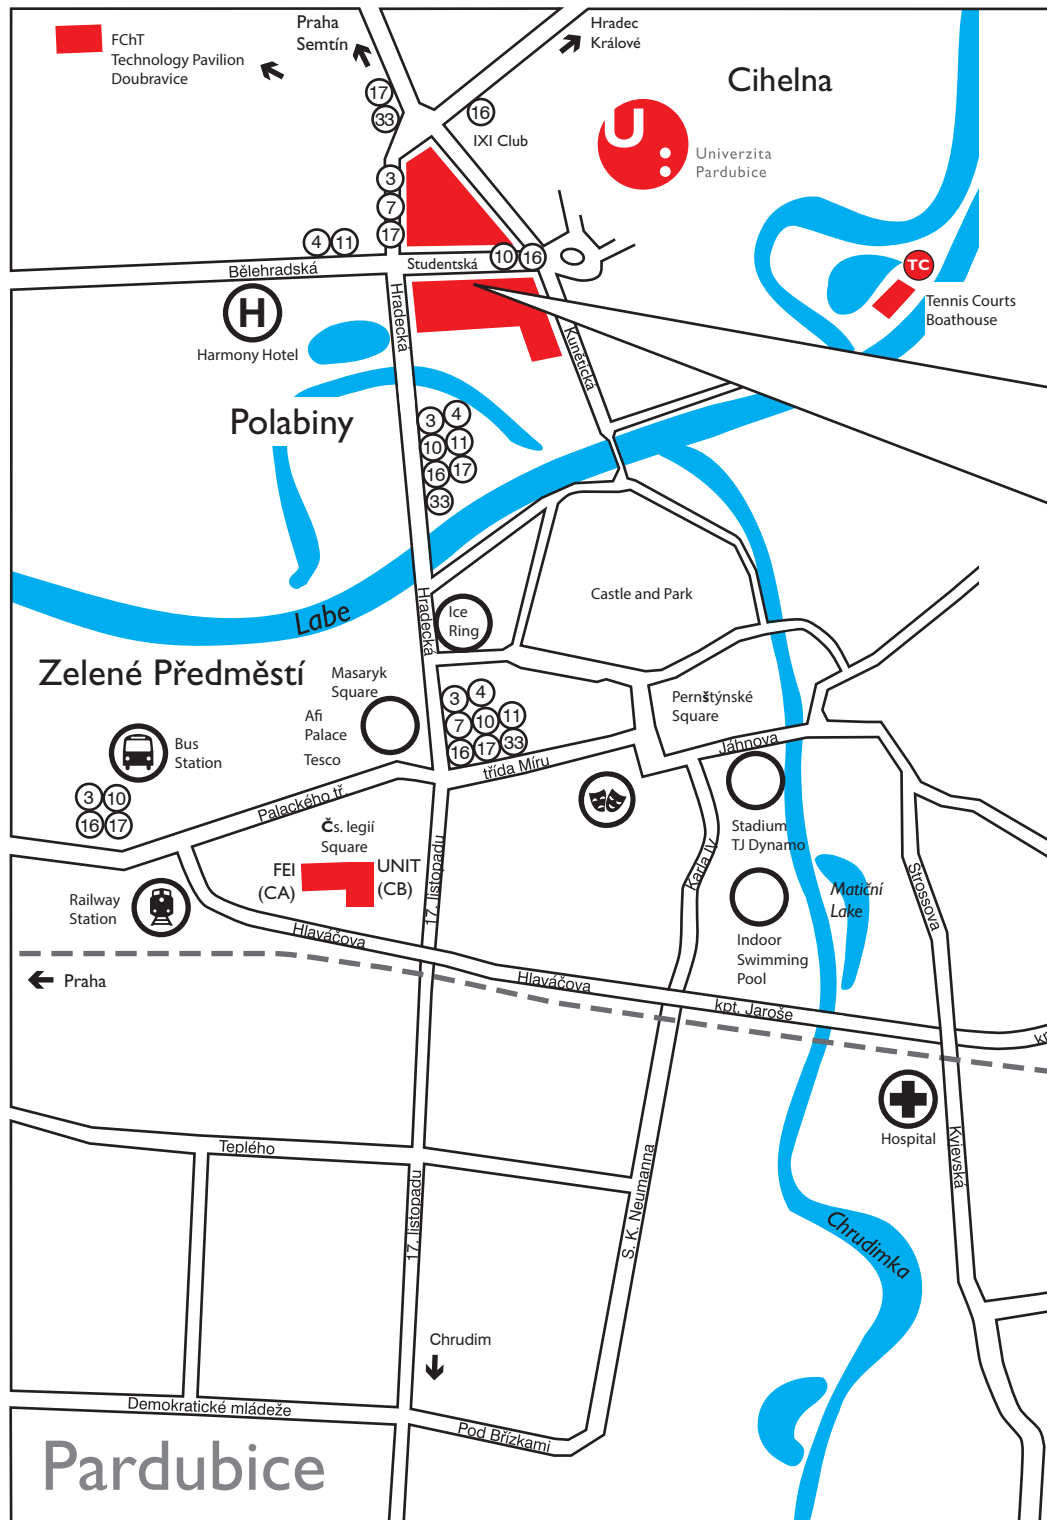 FChT
Technology Pavilion
Doubravice
Praha
Semtín
Hradec
Králové
Cihelna
17
33
16
IXI Club
U:
Univerzita
Pardubice
3
7
17
4
11
10
16
Bělehradská
Studentská
TC
Tennis Courts
Boathouse
H
Harmony Hotel
Hradecká
Kunětická
Polabiny
3
4
10
11
16
17
33
Labe
Hradecká
Ice
Ring
Castle and Park
Zelené Předměstí
Masaryk
Square
Afi
Palace
Tesco
3
4
7
10
11
16
17
33
Pernštýnské
Square
Jáhnova
třída Míru
Bus
Station
3
10
16
17
Palackého tř.
Čs. legií
Square
FEI
(CA)
UNIT
(CB)
17. listopadu
Karla IV.
Stadium
TJ Dynamo
Matiční
Lake
Strossova
Railway
Station
Indoor
Swimming
Pool
Hlaváčova
Hlaváčova
kpt. Jaroše
Praha
Hospital
Kyjevská
Teplého
17. listopadu
S. K. Neumanna
Chrudimka
Chrudim
Demokratické mládeže
Pod Břízkami
Pardubice